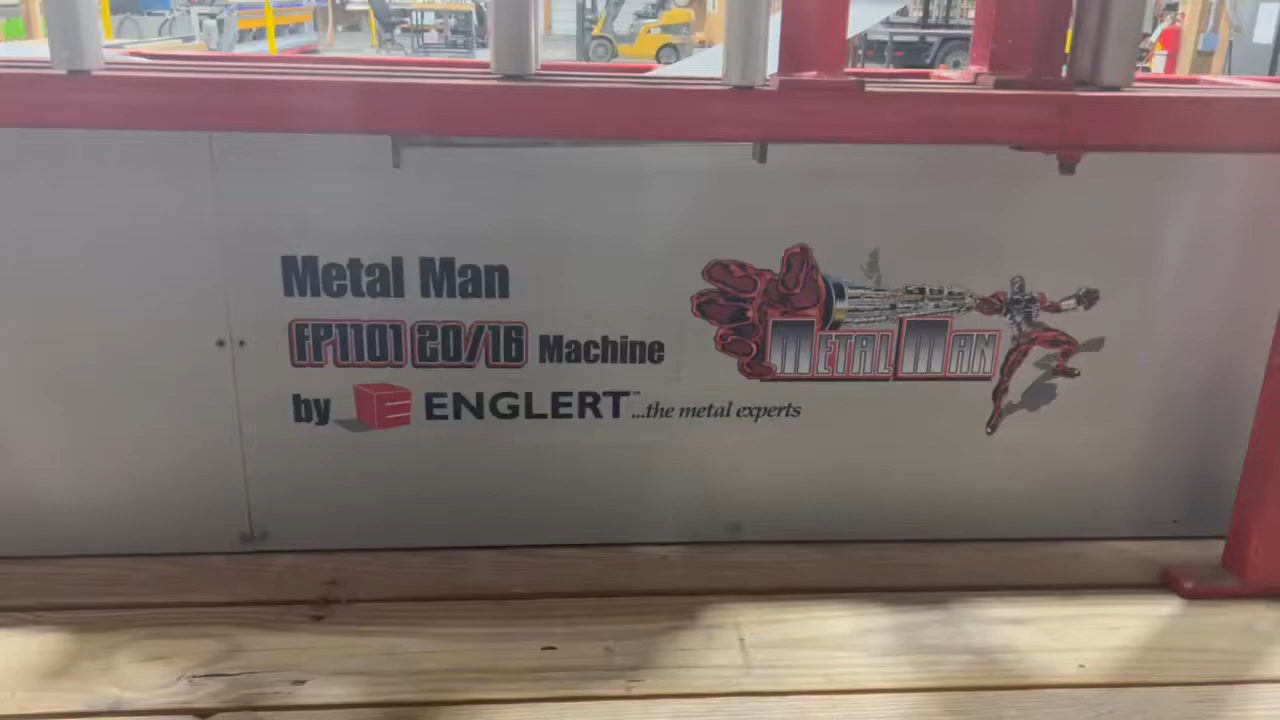 Metal Man
FP1101 20/16 Machine
by E ENGLERT™ ...the metal experts
METAL MAN